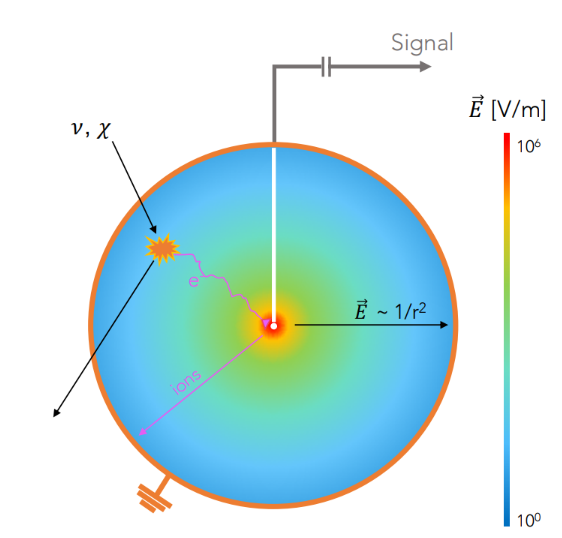 Signal
E⃗ [V/m]
10⁶
ν, χ
e⁻
E⃗ ~ 1/r²
ions
10⁰